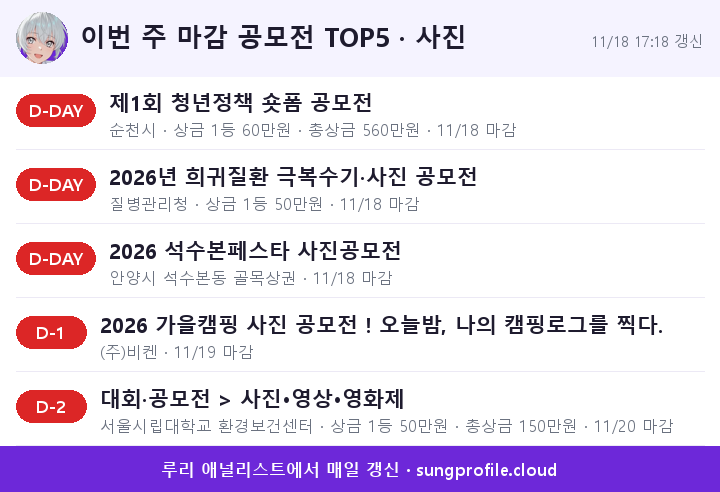 이번 주 마감 공모전 TOP5 · 사진
11/18 17:18 갱신
D-DAY
제1회 청년정책 숏폼 공모전
순천시 · 상금 1등 60만원 · 총상금 560만원 · 11/18 마감
D-DAY
2026년 희귀질환 극복수기·사진 공모전
질병관리청 · 상금 1등 50만원 · 11/18 마감
D-DAY
2026 석수본페스타 사진공모전
안양시 석수본동 골목상권 · 11/18 마감
D-1
2026 가을캠핑 사진 공모전 ! 오늘밤, 나의 캠핑로그를 찍다.
(주)비켄 · 11/19 마감
D-2
대회·공모전 > 사진•영상•영화제
서울시립대학교 환경보건센터 · 상금 1등 50만원 · 총상금 150만원 · 11/20 마감
루리 애널리스트에서 매일 갱신 · sungprofile.cloud